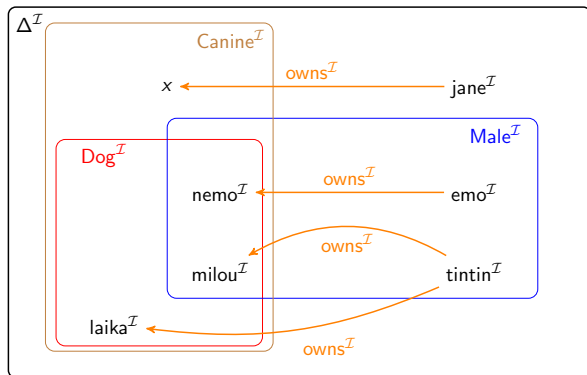 Δ^ℐ
Canine^ℐ
x owns^ℐ jane^ℐ
Male^ℐ
Dog^ℐ
nemo^ℐ owns^ℐ emo^ℐ
owns^ℐ
milou^ℐ tintin^ℐ
laika^ℐ
owns^ℐ